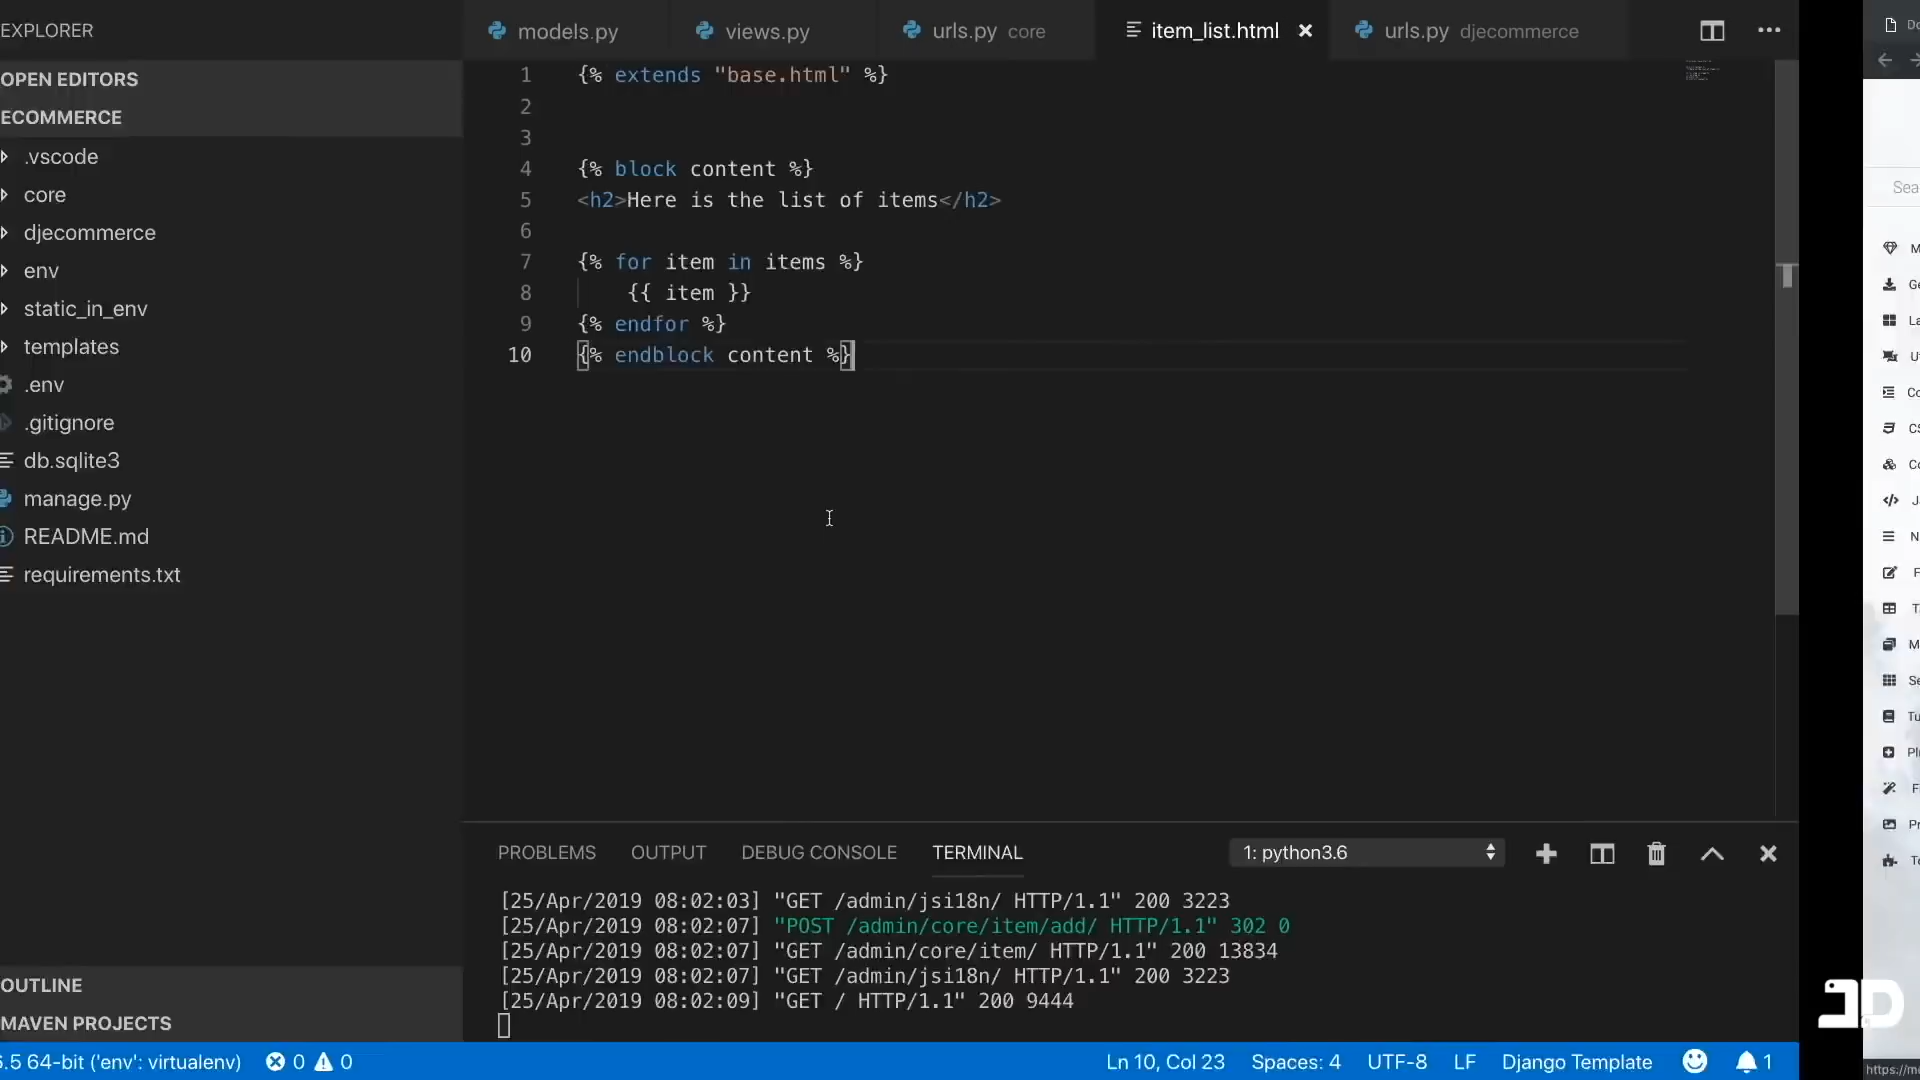 EXPLORER
OPEN EDITORS
ECOMMERCE
.vscode
core
djecommerce
env
static_in_env
templates
.env
.gitignore
db.sqlite3
manage.py
README.md
requirements.txt
OUTLINE
MAVEN PROJECTS
models.py
views.py
urls.py core
item_list.html
urls.py djecommerce
1 {% extends "base.html" %}
2
3
4 {% block content %}
5 <h2>Here is the list of items</h2>
6
7 {% for item in items %}
8 {{ item }}
9 {% endfor %}
10 {% endblock content %}
PROBLEMS OUTPUT DEBUG CONSOLE TERMINAL 1: python3.6
[25/Apr/2019 08:02:03] "GET /admin/jsi18n/ HTTP/1.1" 200 3223
[25/Apr/2019 08:02:07] "POST /admin/core/item/add/ HTTP/1.1" 302 0
[25/Apr/2019 08:02:07] "GET /admin/core/item/ HTTP/1.1" 200 13834
[25/Apr/2019 08:02:07] "GET /admin/jsi18n/ HTTP/1.1" 200 3223
[25/Apr/2019 08:02:09] "GET / HTTP/1.1" 200 9444
.5 64-bit ('env': virtualenv) 0 0 Ln 10, Col 23 Spaces: 4 UTF-8 LF Django Template 1
Sea
https://m